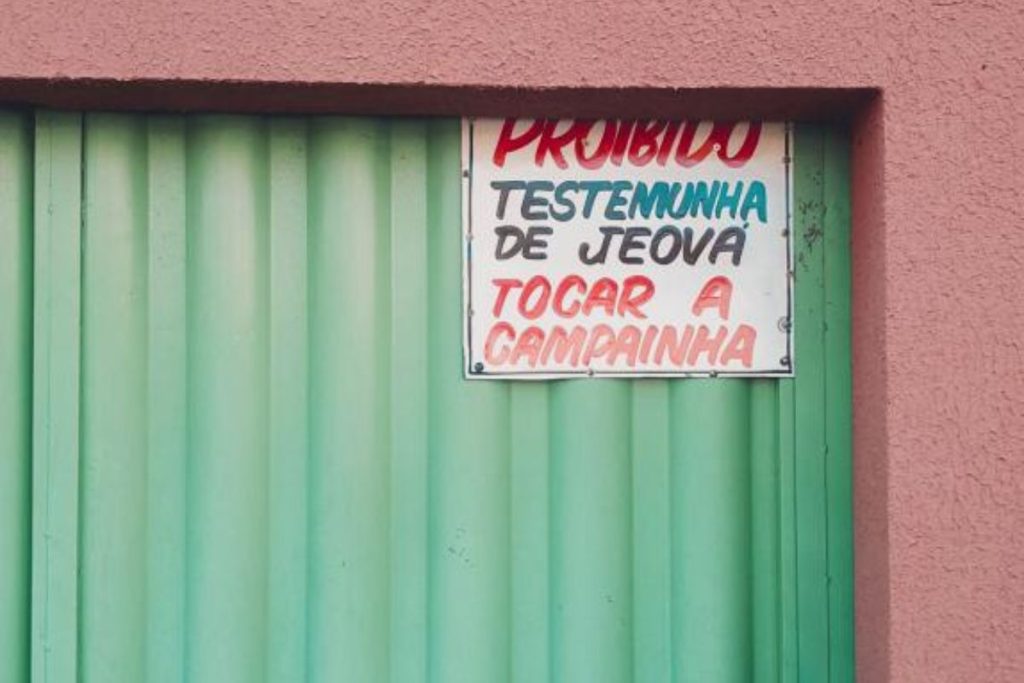 PROIBIDO
TESTEMUNHA
DE JEOVÁ
TOCAR A
CAMPAINHA